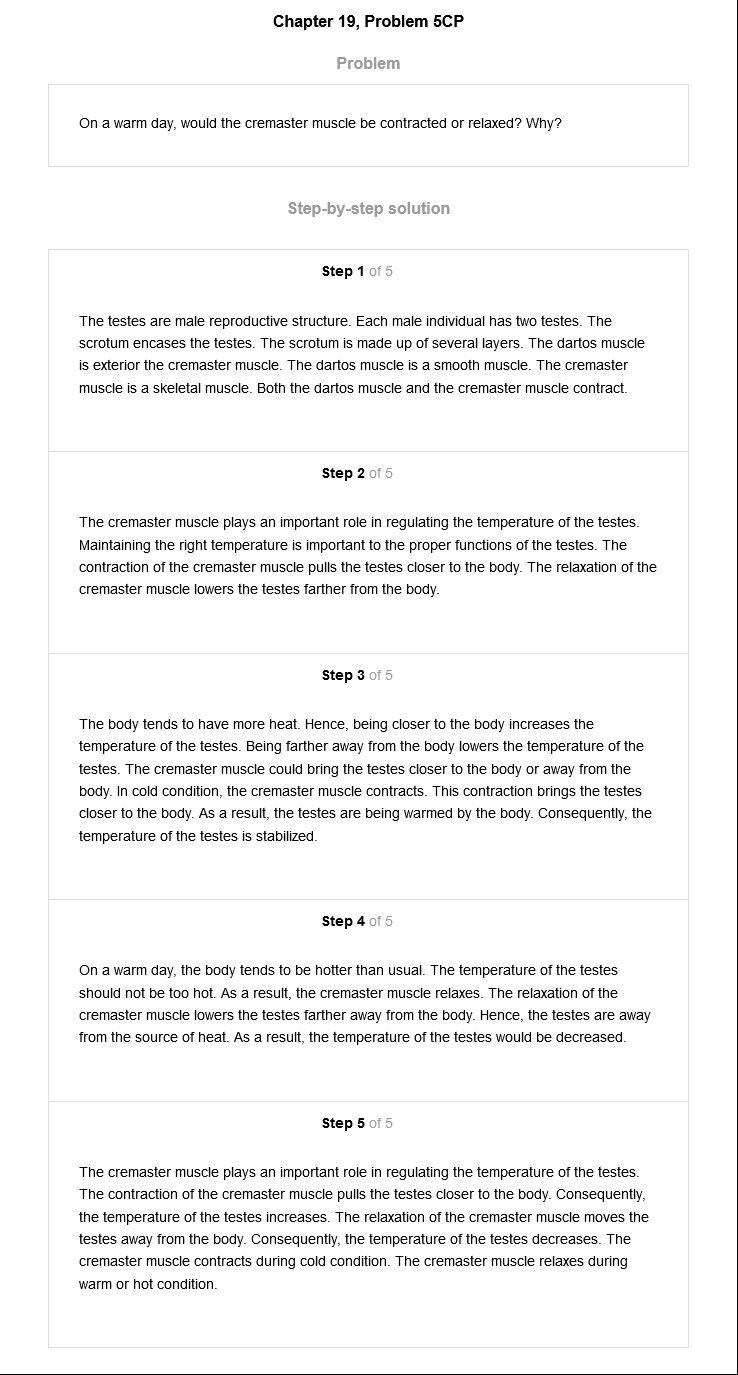 Chapter 19, Problem 5CP
Problem
On a warm day, would the cremaster muscle be contracted or relaxed? Why?
Step-by-step solution
Step 1 of 5
The testes are male reproductive structure. Each male individual has two testes. The
scrotum encases the testes. The scrotum is made up of several layers. The dartos muscle
is exterior the cremaster muscle. The dartos muscle is a smooth muscle. The cremaster
muscle is a skeletal muscle. Both the dartos muscle and the cremaster muscle contract.
Step 2 of 5
The cremaster muscle plays an important role in regulating the temperature of the testes.
Maintaining the right temperature is important to the proper functions of the testes. The
contraction of the cremaster muscle pulls the testes closer to the body. The relaxation of the
cremaster muscle lowers the testes farther from the body.
Step 3 of 5
The body tends to have more heat. Hence, being closer to the body increases the
temperature of the testes. Being farther away from the body lowers the temperature of the
testes. The cremaster muscle could bring the testes closer to the body or away from the
body. In cold condition, the cremaster muscle contracts. This contraction brings the testes
closer to the body. As a result, the testes are being warmed by the body. Consequently, the
temperature of the testes is stabilized.
Step 4 of 5
On a warm day, the body tends to be hotter than usual. The temperature of the testes
should not be too hot. As a result, the cremaster muscle relaxes. The relaxation of the
cremaster muscle lowers the testes farther away from the body. Hence, the testes are away
from the source of heat. As a result, the temperature of the testes would be decreased.
Step 5 of 5
The cremaster muscle plays an important role in regulating the temperature of the testes.
The contraction of the cremaster muscle pulls the testes closer to the body. Consequently,
the temperature of the testes increases. The relaxation of the cremaster muscle moves the
testes away from the body. Consequently, the temperature of the testes decreases. The
cremaster muscle contracts during cold condition. The cremaster muscle relaxes during
warm or hot condition.